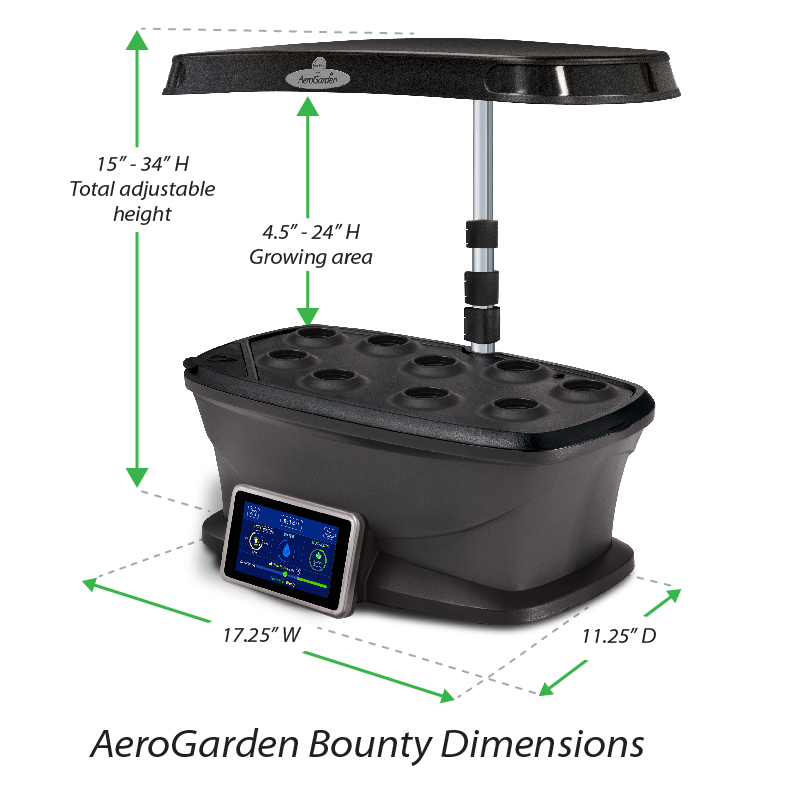 AeroGarden
15” - 34” H
Total adjustable
height
4.5” - 24” H
Growing area
17.25” W
11.25” D
AeroGarden Bounty Dimensions